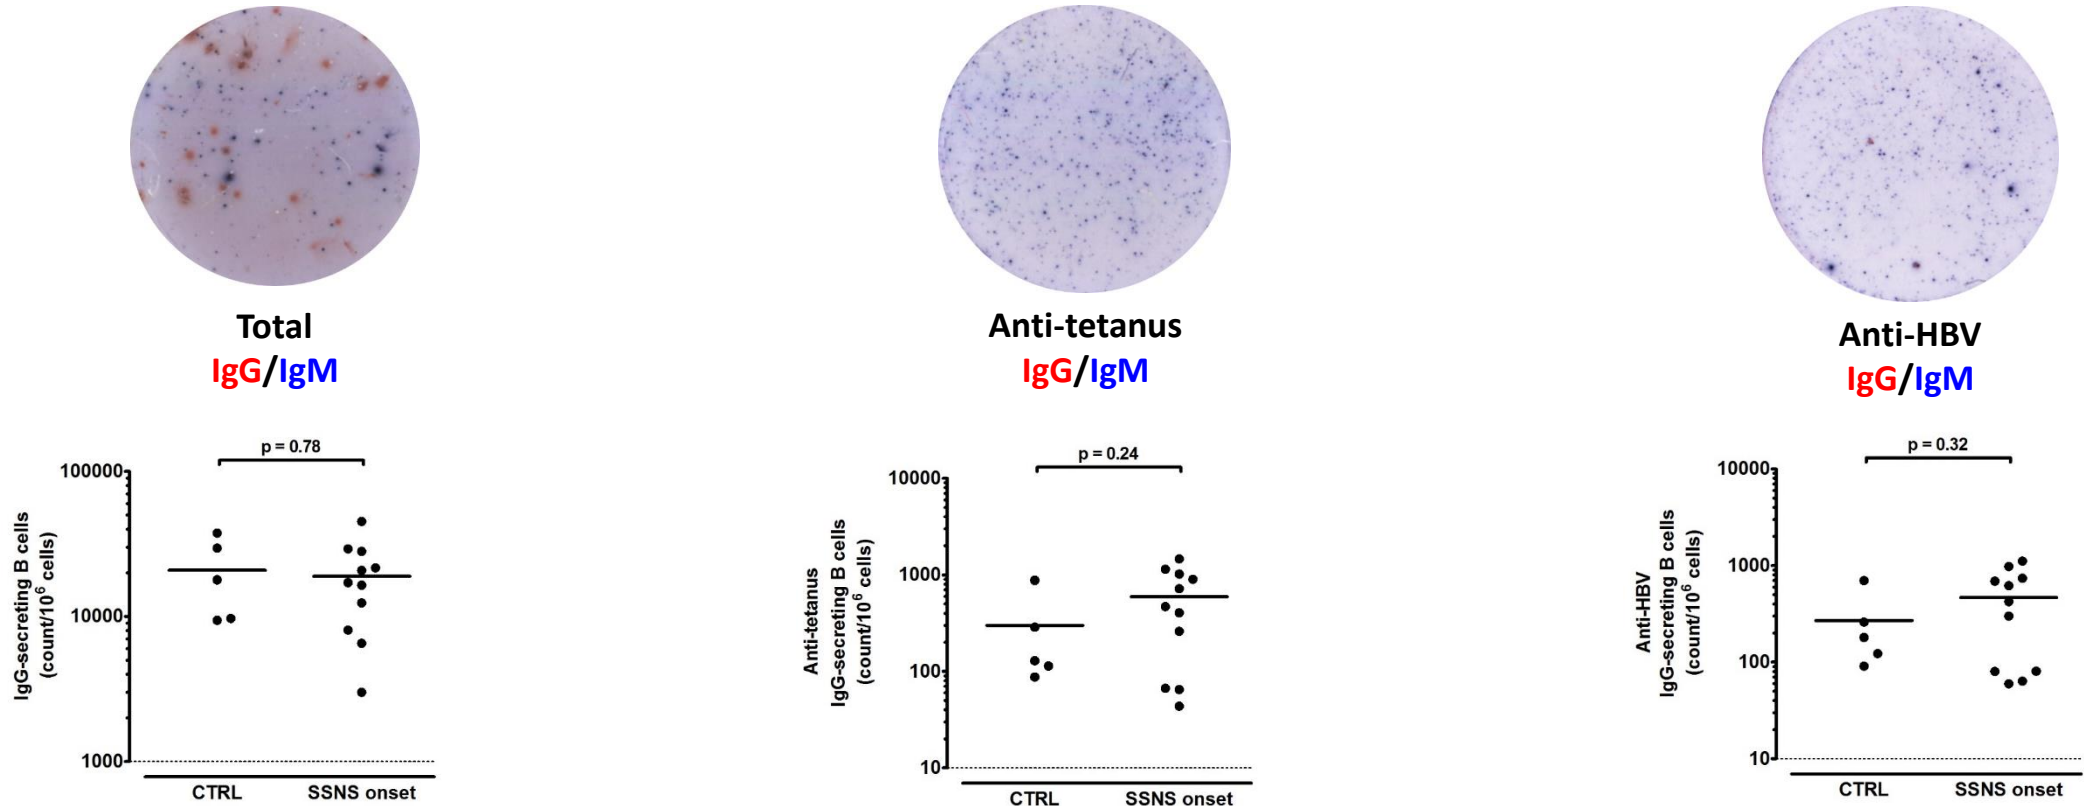 Total
IgG/IgM
Anti-tetanus
IgG/IgM
Anti-HBV
IgG/IgM
p = 0.78
100000
10000
1000
IgG-secreting B cells
(count/10⁶ cells)
CTRL
SSNS onset
p = 0.24
10000
1000
100
10
Anti-tetanus
IgG-secreting B cells
(count/10⁶ cells)
CTRL
SSNS onset
p = 0.32
10000
1000
100
10
Anti-HBV
IgG-secreting B cells
(count/10⁶ cells)
CTRL
SSNS onset